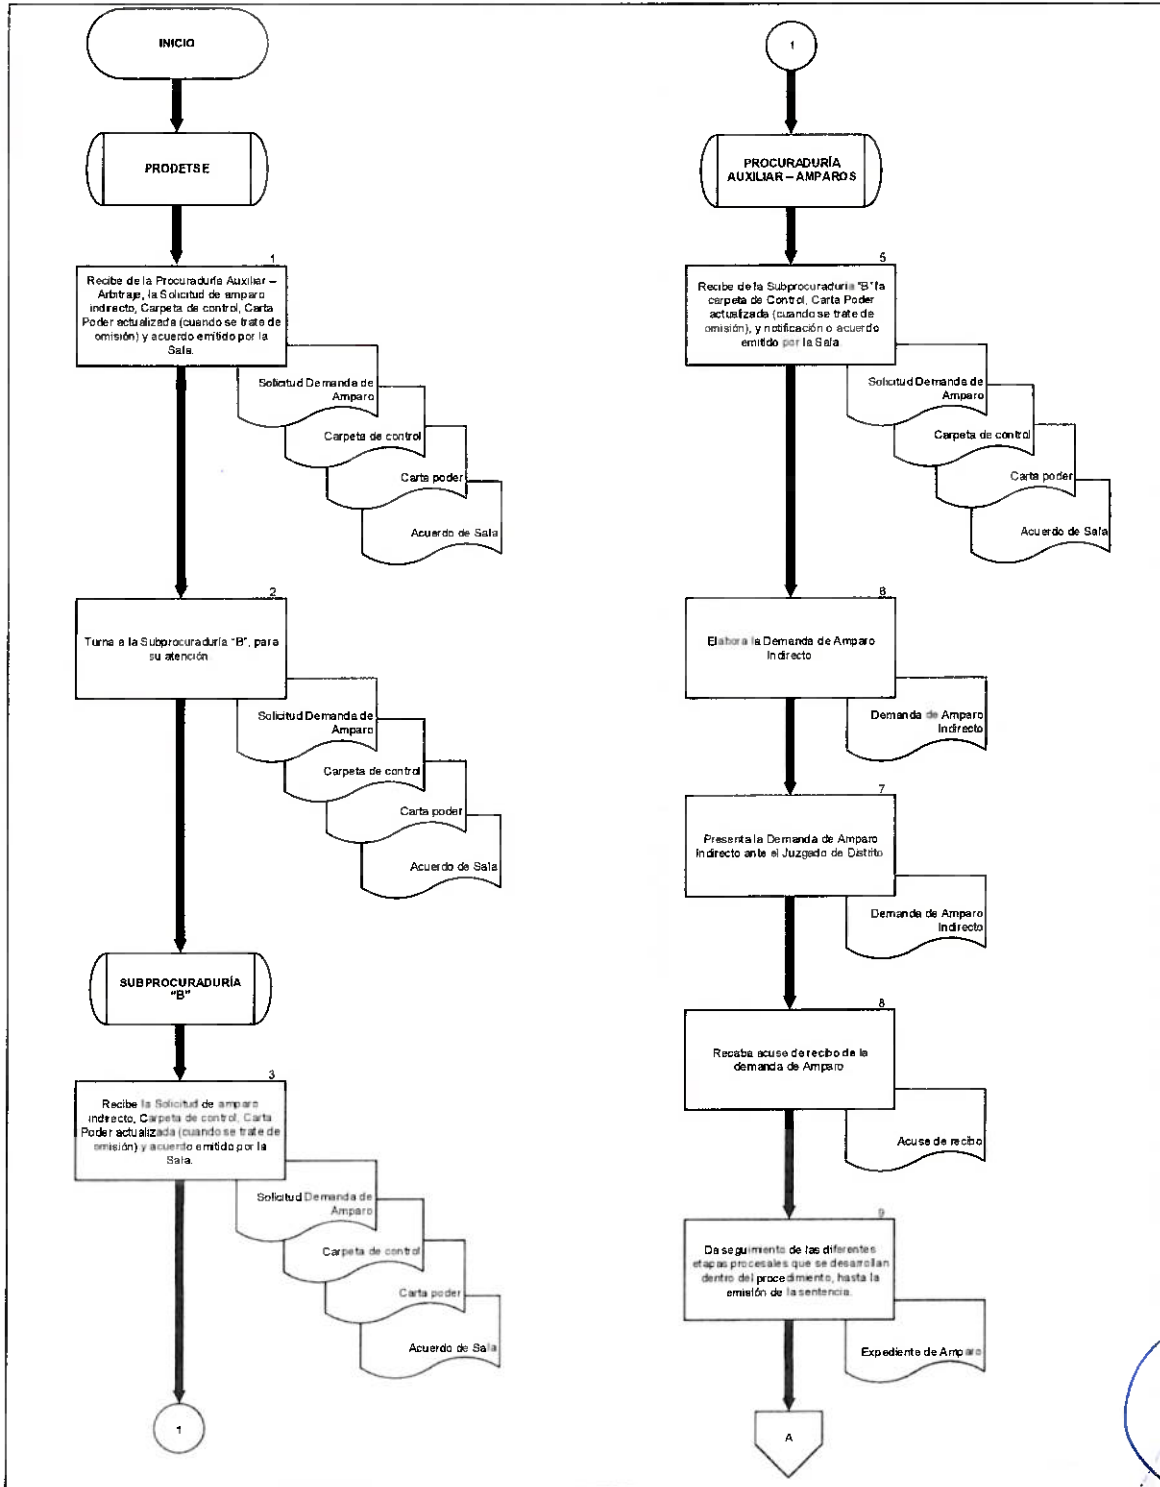 INICIO
PRODETSE
1
Recibe de la Procuraduría Auxiliar –
Arbitraje, la Solicitud de amparo
indirecto, Carpeta de control, Carta
Poder actualizada (cuando se trate de
omisión) y acuerdo emitido por la
Sala.
Solicitud Demanda de
Amparo
Carpeta de control
Carta poder
Acuerdo de Sala
2
Turna a la Subprocuraduría "B", para
su atención
Solicitud Demanda de
Amparo
Carpeta de control
Carta poder
Acuerdo de Sala
SUBPROCURADURÍA
"B"
3
Recibe la Solicitud de amparo
indirecto, Carpeta de control, Carta
Poder actualizada (cuando se trate de
omisión) y acuerdo emitido por la
Sala.
Solicitud Demanda de
Amparo
Carpeta de control
Carta poder
Acuerdo de Sala
1
1
PROCURADURÍA
AUXILIAR – AMPAROS
5
Recibe de la Subprocuraduría "B" la
carpeta de Control, Carta Poder
actualizada (cuando se trate de
omisión), y notificación o acuerdo
emitido por la Sala
Solicitud Demanda de
Amparo
Carpeta de control
Carta poder
Acuerdo de Sala
6
Elabora la Demanda de Amparo
Indirecto
Demanda de Amparo
Indirecto
7
Presenta la Demanda de Amparo
Indirecto ante el Juzgado de Distrito
Demanda de Amparo
Indirecto
8
Recaba acuse de recibo de la
demanda de Amparo
Acuse de recibo
9
Da seguimiento de las diferentes
etapas procesales que se desarrollan
dentro del procedimiento, hasta la
emisión de la sentencia.
Expediente de Amparo
A